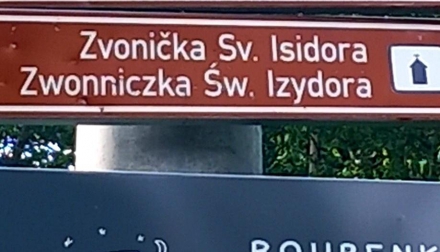 Zvonička Sv. Isidora
Zwonniczka Św. Izydora